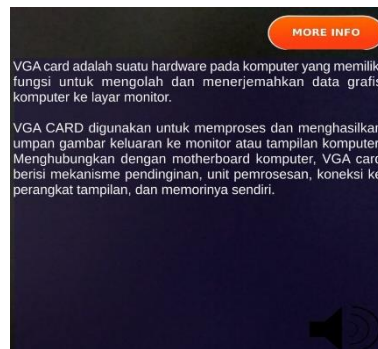 MORE INFO
VGA card adalah suatu hardware pada komputer yang memilik
fungsi untuk mengolah dan menerjemahkan data grafis
komputer ke layar monitor.
VGA CARD digunakan untuk memproses dan menghasilkan
umpan gambar keluaran ke monitor atau tampilan komputer.
Menghubungkan dengan motherboard komputer, VGA card
berisi mekanisme pendinginan, unit pemrosesan, koneksi ke
perangkat tampilan, dan memorinya sendiri.